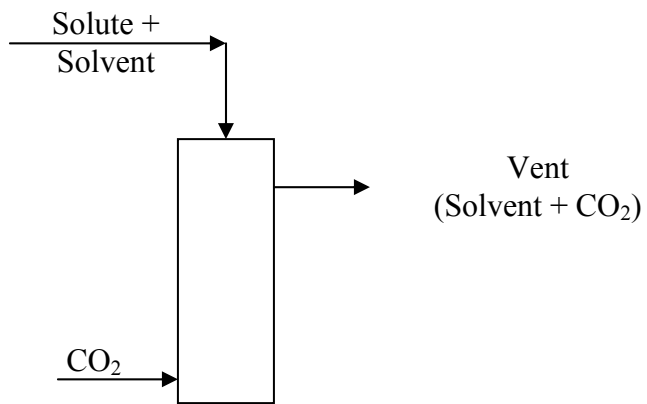 Solute +
Solvent
Vent
(Solvent + CO₂)
CO₂